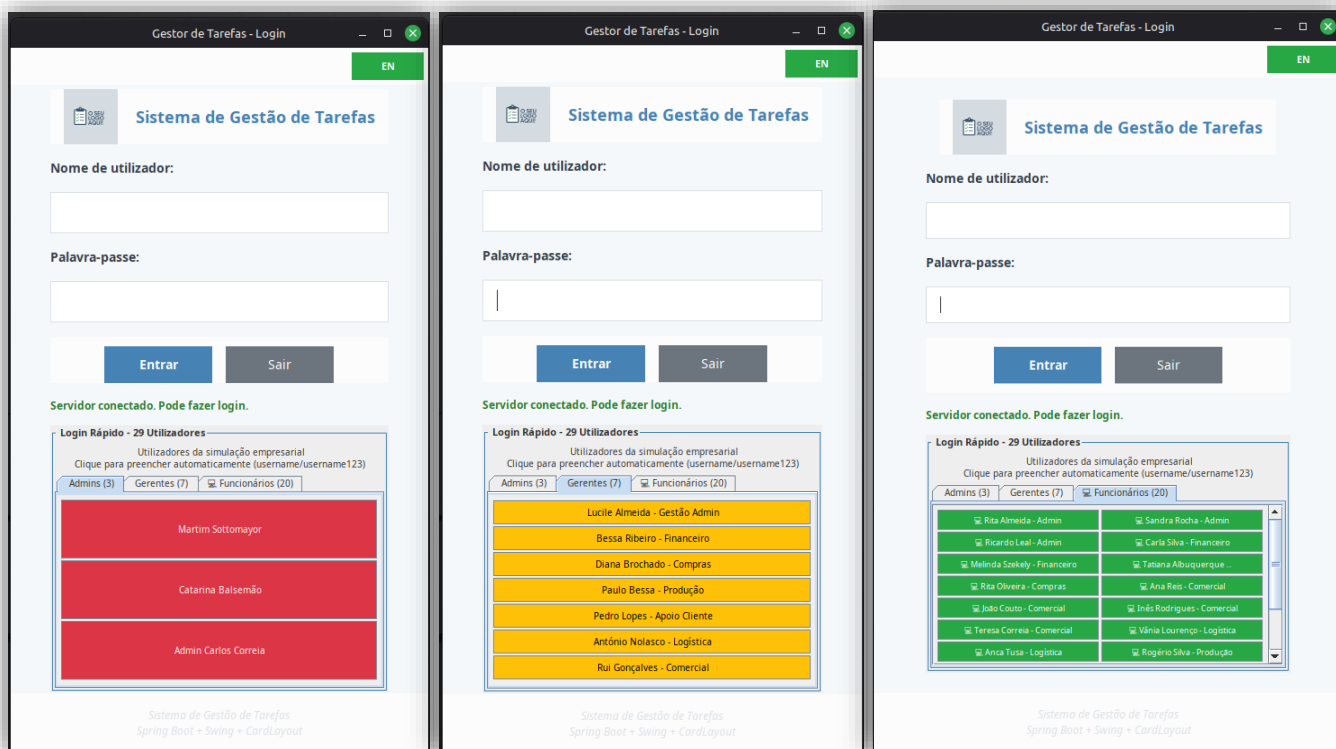 Gestor de Tarefas - Login
EN
O SEU
LOGO
AQUI!
Sistema de Gestão de Tarefas
Nome de utilizador:
Palavra-passe:
Entrar
Sair
Servidor conectado. Pode fazer login.
Login Rápido - 29 Utilizadores
Utilizadores da simulação empresarial
Clique para preencher automaticamente (username/username123)
Admins (3)
Gerentes (7)
Funcionários (20)
Martim Sottomayor
Catarina Balsemão
Admin Carlos Correia
Sistema de Gestão de Tarefas
Spring Boot + Swing + CardLayout
Gestor de Tarefas - Login
EN
O SEU
LOGO
AQUI!
Sistema de Gestão de Tarefas
Nome de utilizador:
Palavra-passe:
Entrar
Sair
Servidor conectado. Pode fazer login.
Login Rápido - 29 Utilizadores
Utilizadores da simulação empresarial
Clique para preencher automaticamente (username/username123)
Admins (3)
Gerentes (7)
Funcionários (20)
Lucile Almeida - Gestão Admin
Bessa Ribeiro - Financeiro
Diana Brochado - Compras
Paulo Bessa - Produção
Pedro Lopes - Apoio Cliente
António Nolasco - Logística
Rui Gonçalves - Comercial
Sistema de Gestão de Tarefas
Spring Boot + Swing + CardLayout
Gestor de Tarefas - Login
EN
O SEU
LOGO
AQUI!
Sistema de Gestão de Tarefas
Nome de utilizador:
Palavra-passe:
Entrar
Sair
Servidor conectado. Pode fazer login.
Login Rápido - 29 Utilizadores
Utilizadores da simulação empresarial
Clique para preencher automaticamente (username/username123)
Admins (3)
Gerentes (7)
Funcionários (20)
Rita Almeida - Admin
Sandra Rocha - Admin
Ricardo Leal - Admin
Carla Silva - Financeiro
Melinda Szekely - Financeiro
Tatiana Albuquerque ...
Rita Oliveira - Compras
Ana Reis - Comercial
João Couto - Comercial
Inês Rodrigues - Comercial
Teresa Correia - Comercial
Vânia Lourenço - Logística
Anca Tusa - Logística
Rogério Silva - Produção
Sistema de Gestão de Tarefas
Spring Boot + Swing + CardLayout